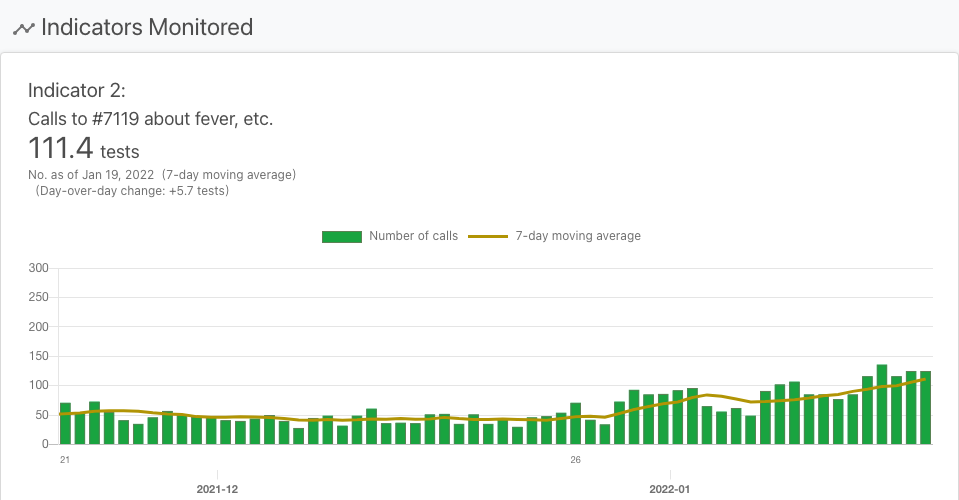 Indicators Monitored
Indicator 2:
Calls to #7119 about fever, etc.
111.4 tests
No. as of Jan 19, 2022 (7-day moving average)
(Day-over-day change: +5.7 tests)
Number of calls 7-day moving average
300
250
200
150
100
50
0
21 26
2021-12 2022-01